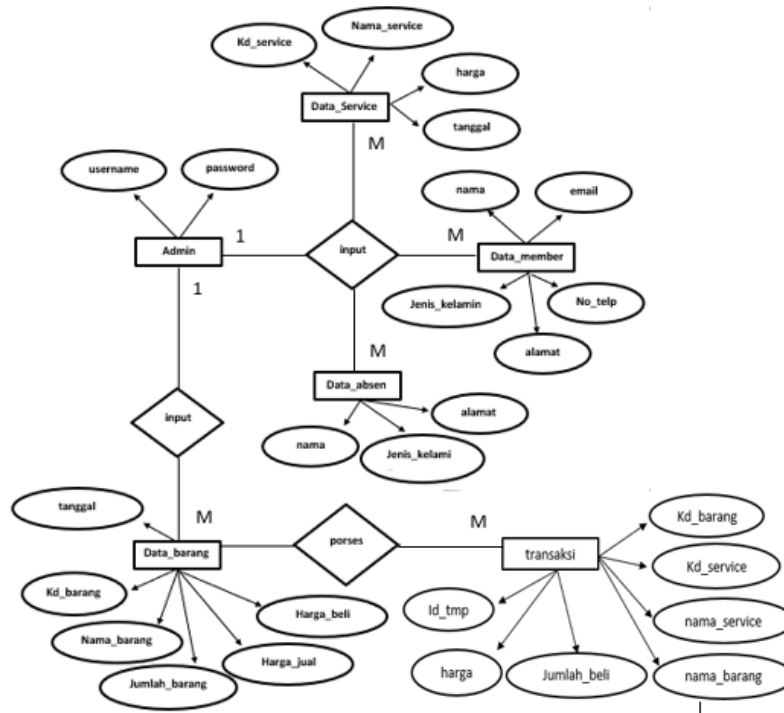 Nama_service
Kd_service
harga
Data_Service
tanggal
M
username
password
nama
email
Admin
1
input
M
Data_member
1
Jenis_kelamin
No_telp
alamat
M
Data_absen
alamat
input
nama
Jenis_kelami
tanggal
M
porses
M
Kd_barang
Data_barang
transaksi
Kd_service
Kd_barang
Harga_beli
Id_tmp
nama_service
Nama_barang
Harga_jual
harga
Jumlah_beli
nama_barang
Jumlah_barang